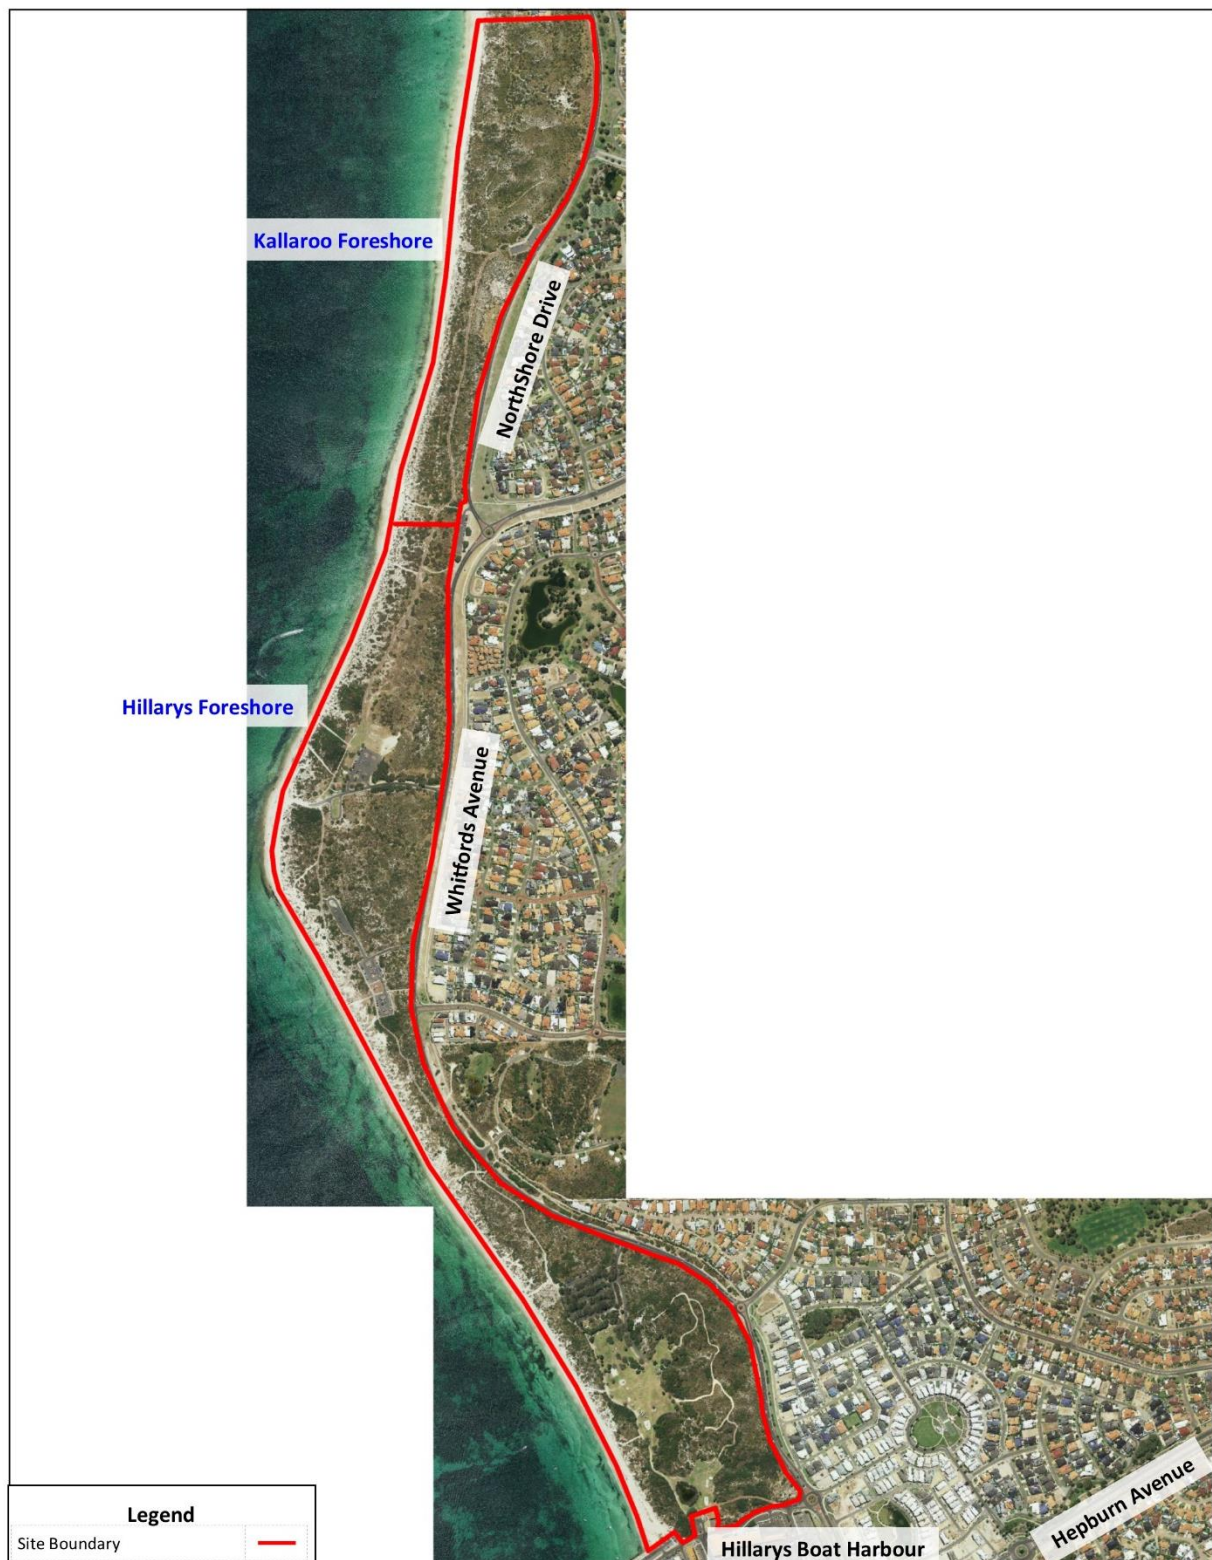 Kallaroo Foreshore
NorthShore Drive
Hillarys Foreshore
Whitfords Avenue
Hepburn Avenue
Hillarys Boat Harbour
Legend
Site Boundary